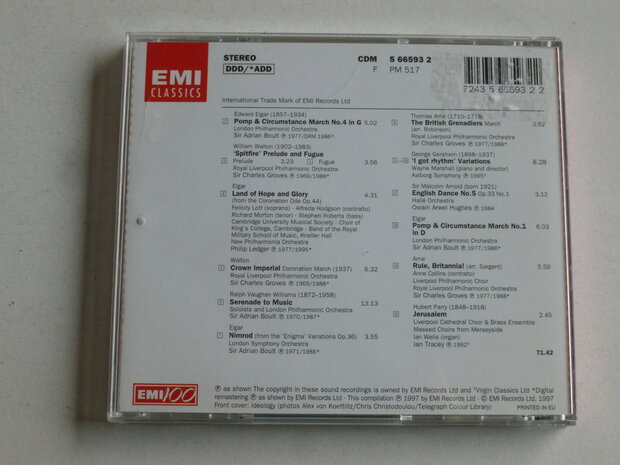 EMI
CLASSICS
STEREO
DDD/*ADD
CDM 5 66593 2
F PM 517
7243 5 66593 2 2
International Trade Mark of EMI Records Ltd
Edward Elgar (1857–1934)
Pomp & Circumstance March No.4 in G 5.02
London Philharmonic Orchestra
Sir Adrian Boult ℗ 1977/DRM 1986*
William Walton (1902–1983)
'Spitfire' Prelude and Fugue
2 Prelude 3.23 3 Fugue 3.56
Royal Liverpool Philharmonic Orchestra
Sir Charles Groves ℗ 1969/1988*
Elgar
Land of Hope and Glory 4.31
(from the Coronation Ode Op.44)
Felicity Lott (soprano) · Alfreda Hodgson (contralto)
Richard Morton (tenor) · Stephen Roberts (bass)
Cambridge University Musical Society · Choir of
King's College, Cambridge · Band of the Royal
Military School of Music, Kneller Hall
New Philharmonia Orchestra
Philip Ledger ℗ 1977/1995*
Walton
Crown Imperial Coronation March (1937) 6.32
Royal Liverpool Philharmonic Orchestra
Sir Charles Groves ℗ 1969/1988*
Ralph Vaughan Williams (1872–1958)
Serenade to Music 13.13
Soloists and London Philharmonic Orchestra
Sir Adrian Boult ℗ 1970/1987*
Elgar
Nimrod (from the 'Enigma' Variations Op.36) 3.55
London Symphony Orchestra
Sir Adrian Boult ℗ 1971/1986*
Thomas Arne (1710–1778)
The British Grenadiers March 3.52
(arr. Robinson)
Royal Liverpool Philharmonic Orchestra
Sir Charles Groves ℗ 1977/1988*
George Gershwin (1898–1937)
'I got rhythm' Variations 8.28
Wayne Marshall (piano and director)
Aalborg Symphony ℗ 1995†
Sir Malcolm Arnold (born 1921)
English Dance No.5 Op.33 No.1 3.12
Hallé Orchestra
Owain Arwel Hughes ℗ 1984
Elgar
Pomp & Circumstance March No.1 6.03
in D
London Philharmonic Orchestra
Sir Adrian Boult ℗ 1977/1986*
Arne
Rule, Britannia! (arr. Sargent) 5.59
Anne Collins (contralto)
Liverpool Philharmonic Choir
Royal Liverpool Philharmonic Orchestra
Sir Charles Groves ℗ 1977/1988*
Hubert Parry (1848–1918)
Jerusalem 2.45
Liverpool Cathedral Choir & Brass Ensemble
Massed Choirs from Merseyside
Ian Wells (organ)
Ian Tracey ℗ 1992†
71.42
EMI100
℗ as shown The copyright in these sound recordings is owned by EMI Records Ltd and †Virgin Classics Ltd *Digital
remastering ℗ as shown by EMI Records Ltd · This compilation ℗ 1997 by EMI Records Ltd · © EMI Records Ltd, 1997
Front cover: Ideology (photos Alex von Koettlitz/Chris Christodoulou/Telegraph Colour Library)
PRINTED IN EU